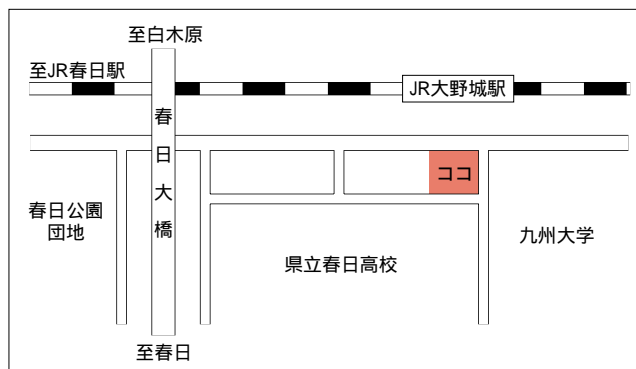 至白木原
至JR春日駅
JR大野城駅
春日大橋
ココ
春日公園
団地
九州大学
県立春日高校
至春日